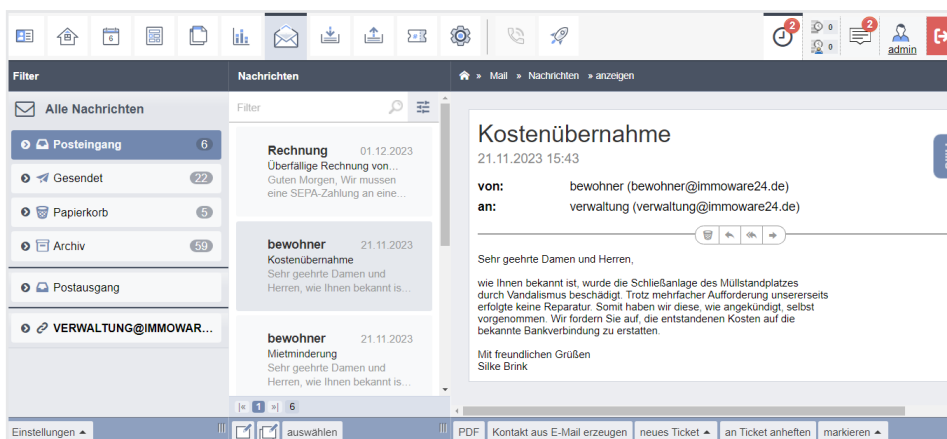 6
2
0
0
2
admin
Filter
Nachrichten
» Mail » Nachrichten » anzeigen
Alle Nachrichten
Posteingang 6
Gesendet 22
Papierkorb 5
Archiv 59
Postausgang
VERWALTUNG@IMMOWAR...
Filter
Rechnung 01.12.2023
Überfällige Rechnung von...
Guten Morgen, Wir mussen
eine SEPA-Zahlung an eine...
bewohner 21.11.2023
Kostenübernahme
Sehr geehrte Damen und
Herren, wie Ihnen bekannt is...
bewohner 21.11.2023
Mietminderung
Sehr geehrte Damen und
Herren, wie Ihnen bekannt is...
|« 1 »| 6
Kostenübernahme
21.11.2023 15:43
von: bewohner (bewohner@immoware24.de)
an: verwaltung (verwaltung@immoware24.de)
Sehr geehrte Damen und Herren,
wie Ihnen bekannt ist, wurde die Schließanlage des Müllstandplatzes
durch Vandalismus beschädigt. Trotz mehrfacher Aufforderung unsererseits
erfolgte keine Reparatur. Somit haben wir diese, wie angekündigt, selbst
vorgenommen. Wir fordern Sie auf, die entstandenen Kosten auf die
bekannte Bankverbindung zu erstatten.
Mit freundlichen Grüßen
Silke Brink
Einstellungen
auswählen
PDF Kontakt aus E-Mail erzeugen neues Ticket an Ticket anheften markieren